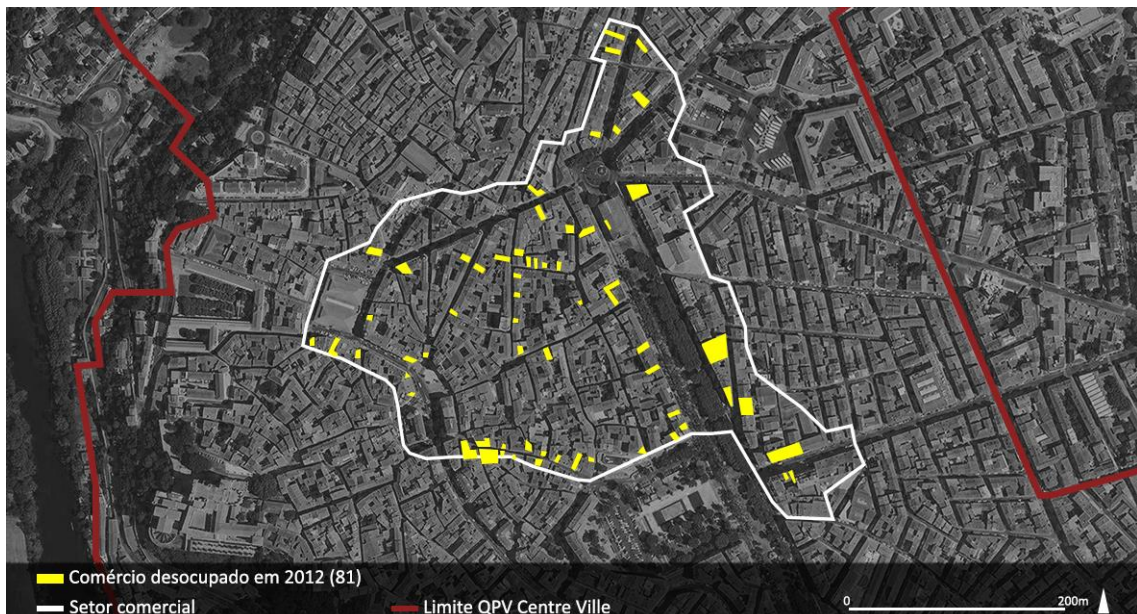 Comércio desocupado em 2012 (81)
Setor comercial
Limite QPV Centre Ville
0 200m